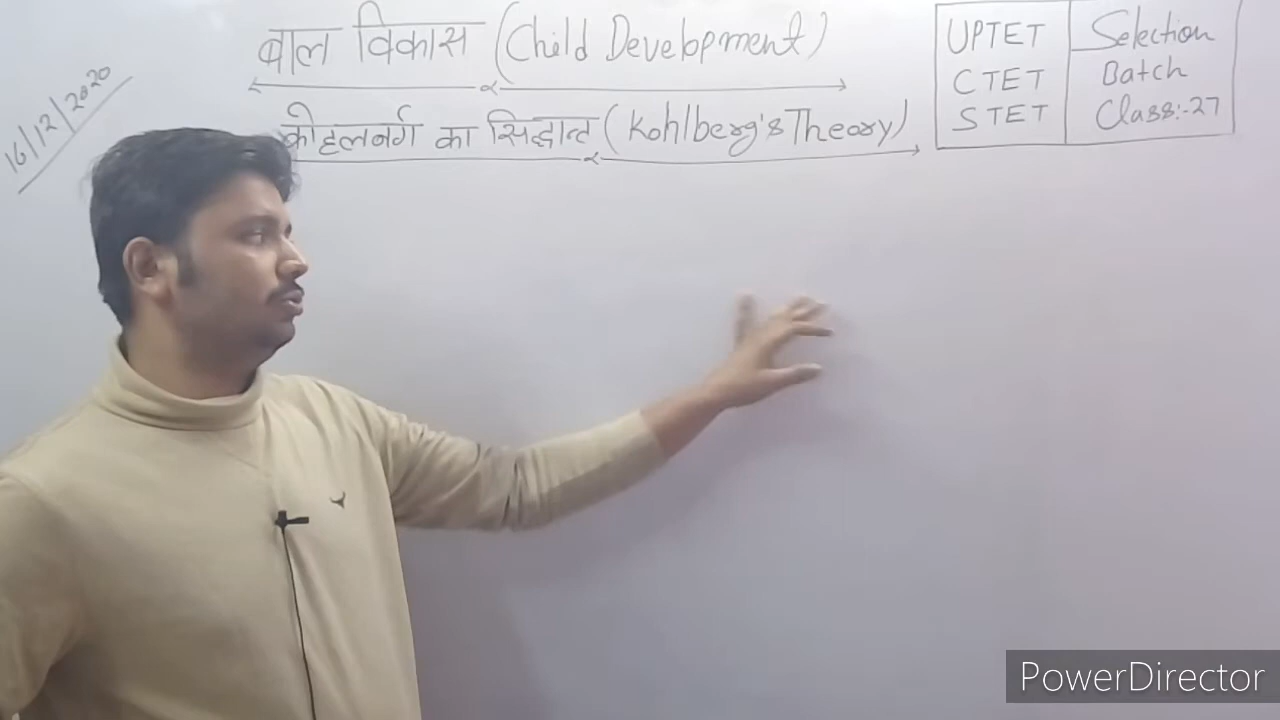 बाल विकास (Child Development)
कोहलबर्ग का सिद्धान्त (Kohlberg's Theory)
16/12/2020
UPTET
CTET
STET
Selection
Batch
Class:-27
PowerDirector